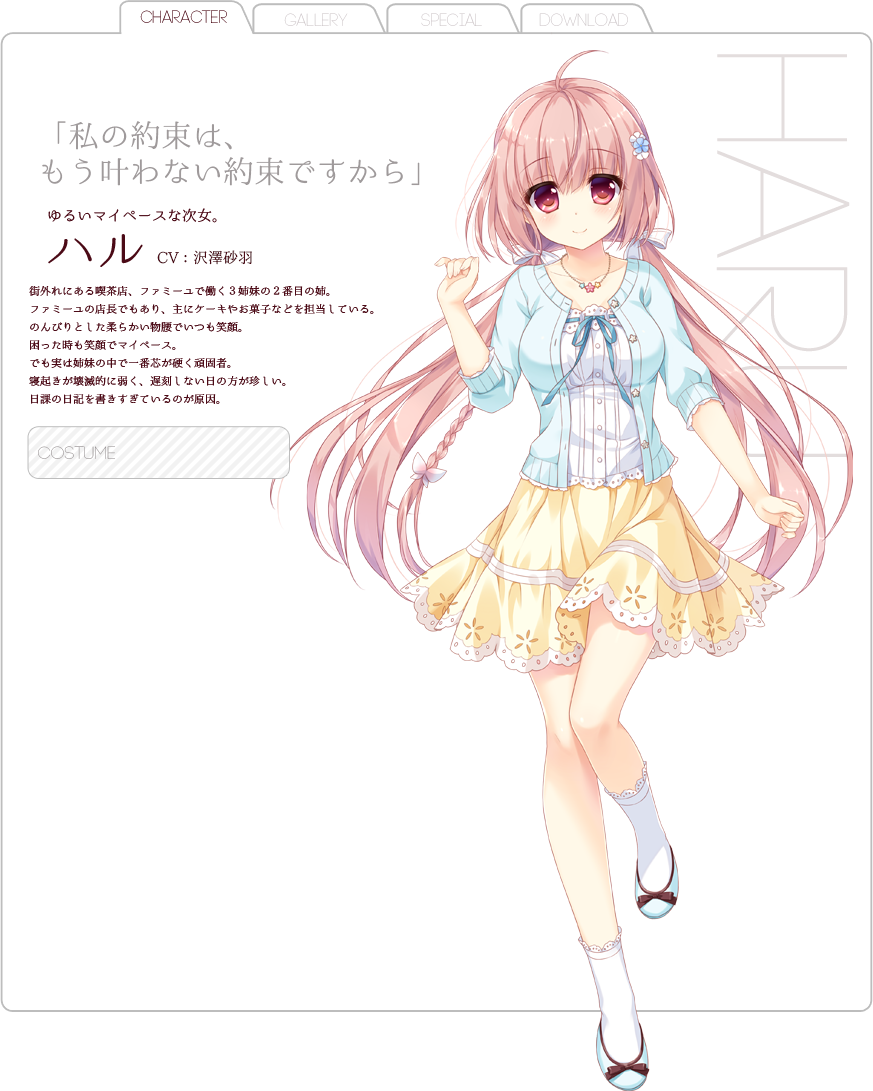 CHARACTER
GALLERY
SPECIAL
DOWNLOAD
「私の約束は、
もう叶わない約束ですから」
ゆるいマイペースな次女。
ハル CV：沢澤砂羽
街外れにある喫茶店、ファミーユで働く３姉妹の２番目の姉。
ファミーユの店長でもあり、主にケーキやお菓子などを担当している。
のんびりとした柔らかい物腰でいつも笑顔。
困った時も笑顔でマイペース。
でも実は姉妹の中で一番芯が硬く頑固者。
寝起きが壊滅的に弱く、遅刻しない日の方が珍しい。
日課の日記を書きすぎているのが原因。
COSTUME